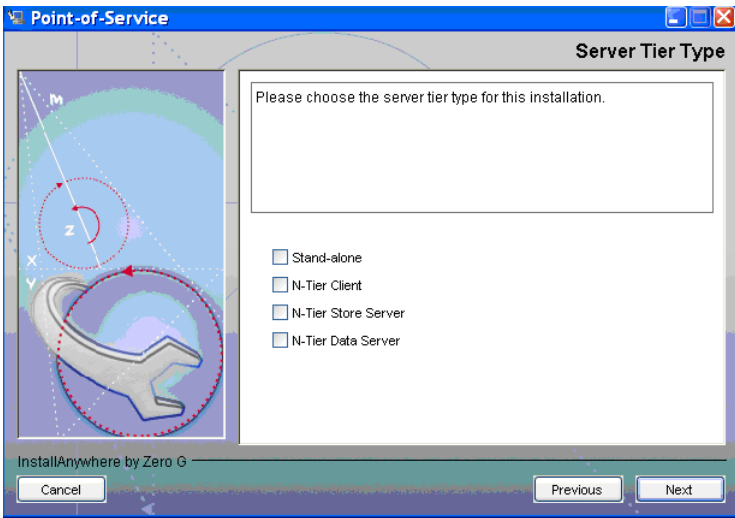 Point-of-Service
Server Tier Type
M
Z
X
Y
Please choose the server tier type for this installation.
Stand-alone
N-Tier Client
N-Tier Store Server
N-Tier Data Server
InstallAnywhere by Zero G
Cancel
Previous
Next